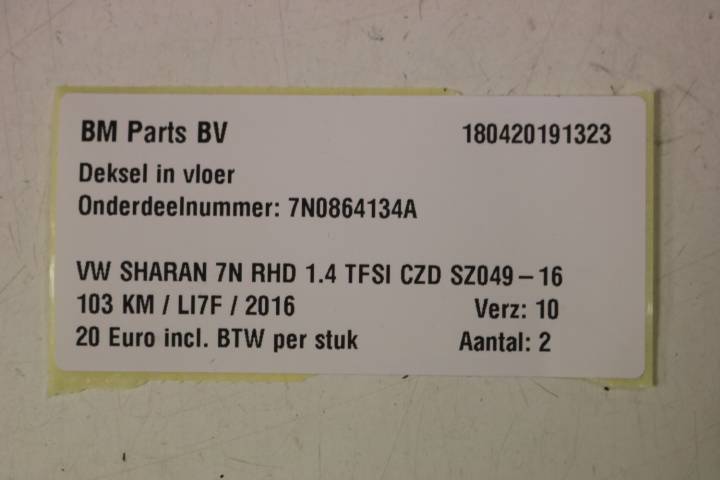 BM Parts BV 180420191323
Deksel in vloer
Onderdeelnummer: 7N0864134A
VW SHARAN 7N RHD 1.4 TFSI CZD SZ049-16
103 KM / LI7F / 2016 Verz: 10
20 Euro incl. BTW per stuk Aantal: 2